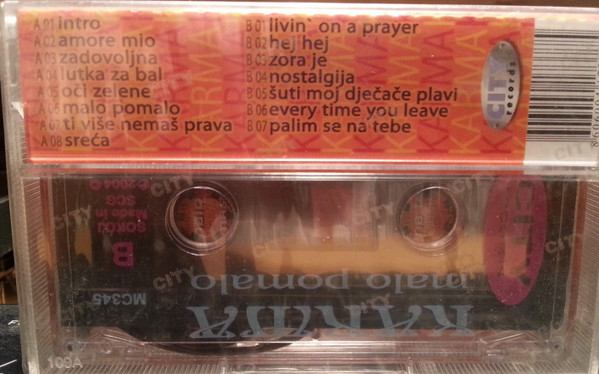 A 01 intro
A 02 amore mio
A 03 zadovoljna
A 04 lutka za bal
A 05 oči zelene
A 06 malo pomalo
A 07 ti više nemaš prava
A 08 sreća
B 01 livin` on a prayer
B 02 hej hej
B 03 zora je
B 04 nostalgija
B 05 šuti moj dječače plavi
B 06 every time you leave
B 07 palim se na tebe
city
records
KARMA
CITY
B
SOKOJ
Made in
SCG
©2004
MC345
KARMA
malo pomalo
CITY
109A